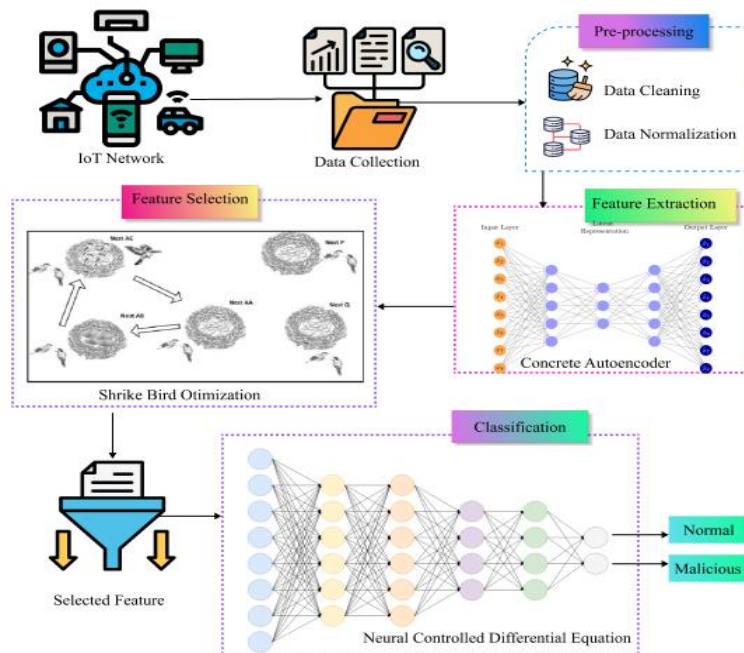 Pre-processing
Data Cleaning
Data Normalization
IoT Network
Data Collection
Feature Selection
Feature Extraction
Input Layer
Representation
Output Layer
Nest AE
Nest P
Nest AA
Nest AB
Nest Q
Concrete Autoencoder
Shrike Bird Otimization
Classification
Normal
Malicious
Selected Feature
Neural Controlled Differential Equation